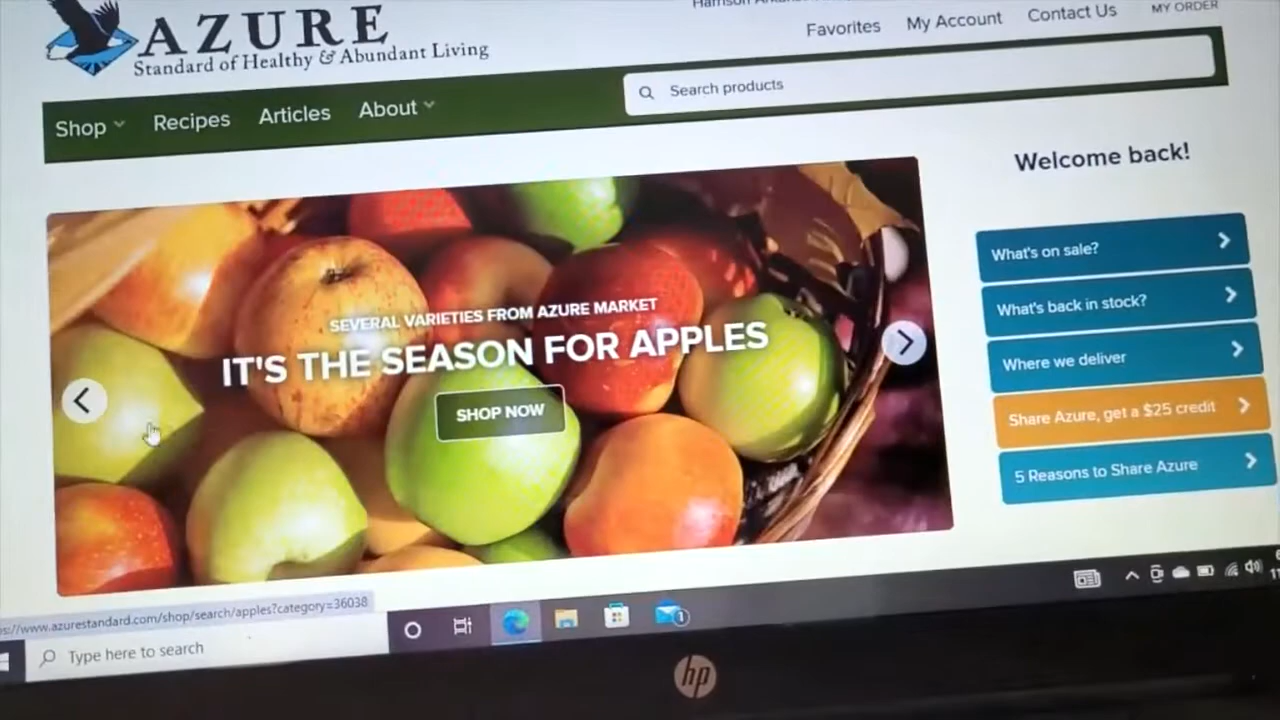 AZURE
Standard of Healthy & Abundant Living
Favorites
My Account
Contact Us
MY ORDER
Shop
Recipes
Articles
About
Search products
Welcome back!
SEVERAL VARIETIES FROM AZURE MARKET
IT'S THE SEASON FOR APPLES
SHOP NOW
What's on sale?
What's back in stock?
Where we deliver
Share Azure, get a $25 credit
5 Reasons to Share Azure
s://www.azurestandard.com/shop/search/apples?category=36038
Type here to search
1
hp